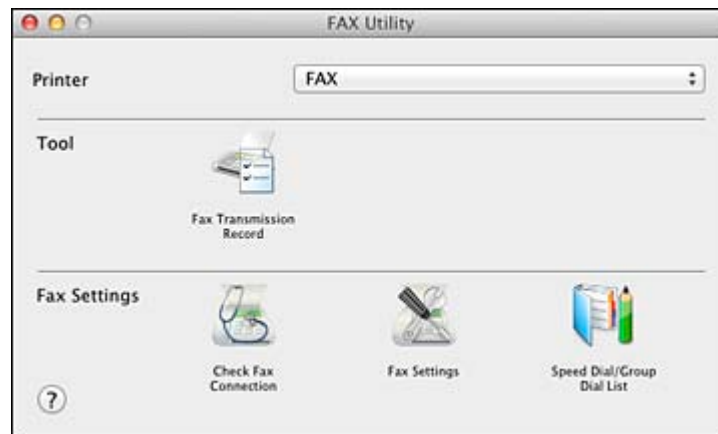 FAX Utility
Printer
FAX
Tool
Fax Transmission
Record
Fax Settings
Check Fax
Connection
Fax Settings
Speed Dial/Group
Dial List
?